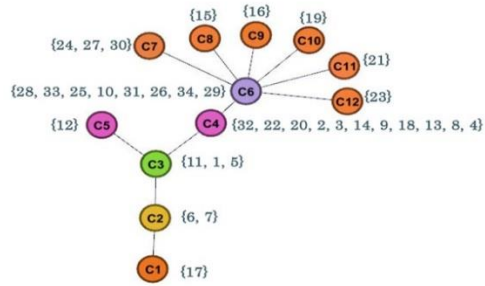 {15}
{16}
{19}
{24, 27, 30}
C7
C8
C9
C10
C11
{21}
{28, 33, 25, 10, 31, 26, 34, 29}
C6
C12
{23}
{12}
C5
C4
{32, 22, 20, 2, 3, 14, 9, 18, 13, 8, 4}
C3
{11, 1, 5}
C2
{6, 7}
C1
{17}